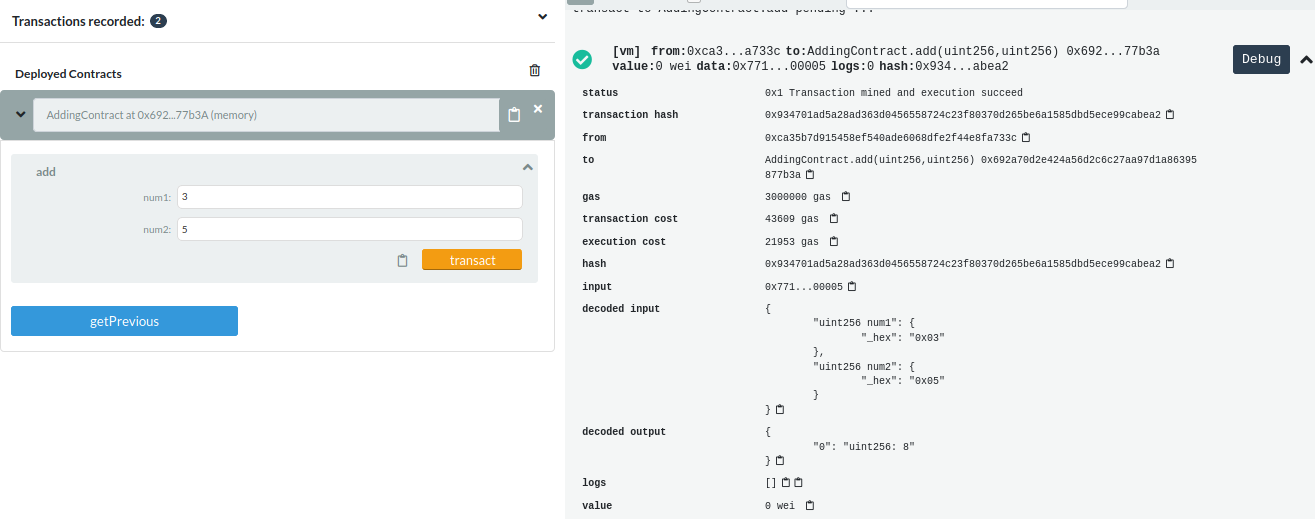 Transactions recorded: 2
Deployed Contracts
AddingContract at 0x692...77b3A (memory)
add
num1: 3
num2: 5
transact
getPrevious
transact to AddingContract.add pending ...
[vm] from:0xca3...a733c to:AddingContract.add(uint256,uint256) 0x692...77b3a
value:0 wei data:0x771...00005 logs:0 hash:0x934...abea2
Debug
status 0x1 Transaction mined and execution succeed
transaction hash 0x934701ad5a28ad363d0456558724c23f80370d265be6a1585dbd5ece99cabea2
from 0xca35b7d915458ef540ade6068dfe2f44e8fa733c
to AddingContract.add(uint256,uint256) 0x692a70d2e424a56d2c6c27aa97d1a86395
877b3a
gas 3000000 gas
transaction cost 43609 gas
execution cost 21953 gas
hash 0x934701ad5a28ad363d0456558724c23f80370d265be6a1585dbd5ece99cabea2
input 0x771...00005
decoded input {
"uint256 num1": {
"_hex": "0x03"
},
"uint256 num2": {
"_hex": "0x05"
}
}
decoded output {
"0": "uint256: 8"
}
logs []
value 0 wei